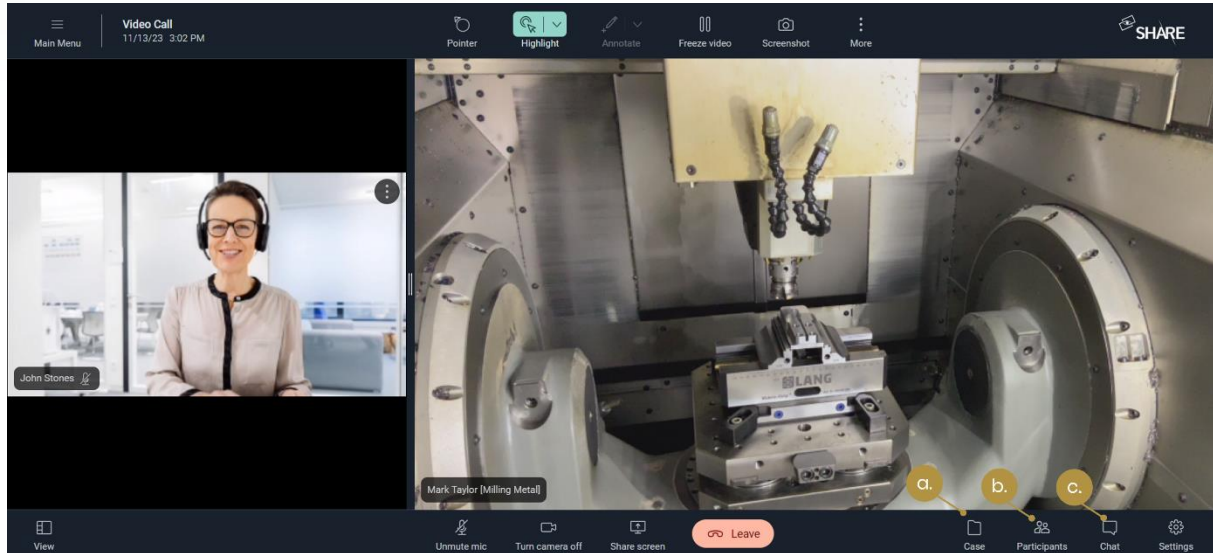 Main Menu
Video Call
11/13/23 3:02 PM
Pointer
Highlight
Annotate
Freeze video
Screenshot
More
SHARE
John Stones
LANG
Mark Taylor [Milling Metal]
a.
b.
c.
View
Unmute mic
Turn camera off
Share screen
Leave
Case
Participants
Chat
Settings